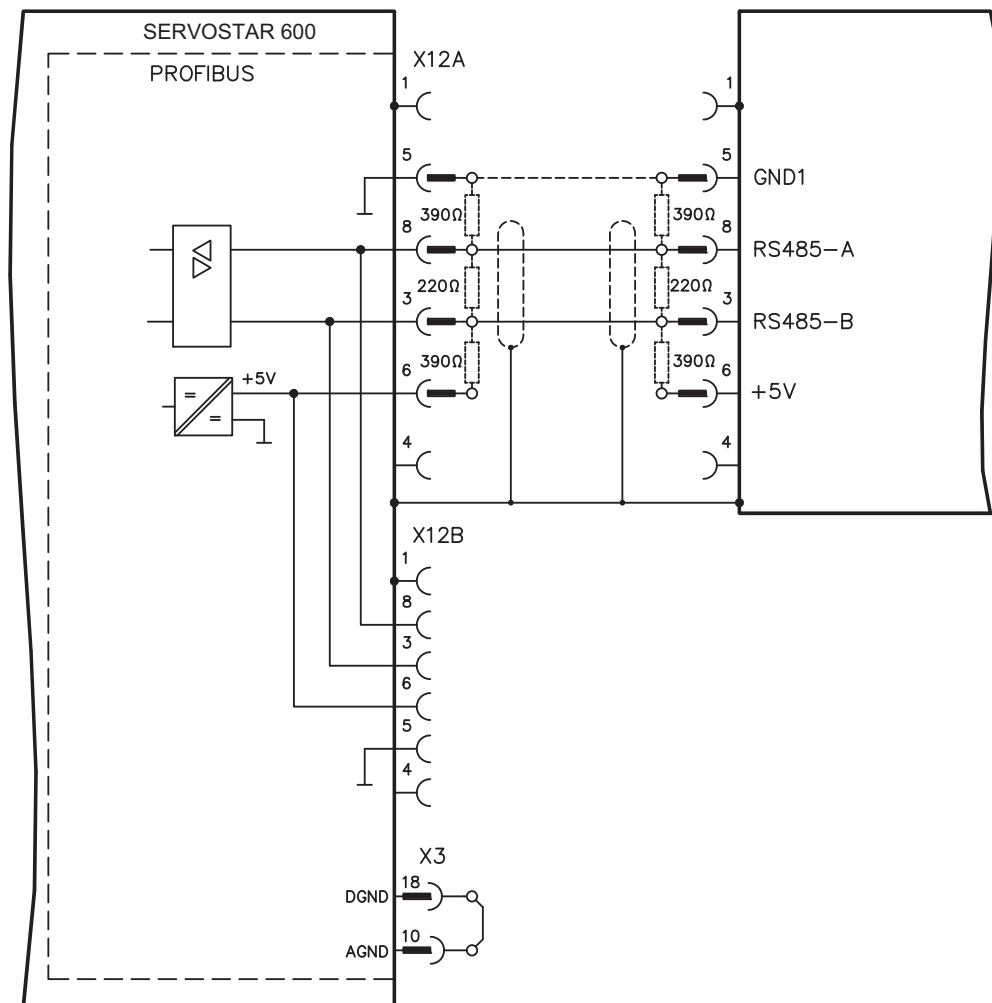 SERVOSTAR 600
PROFIBUS
X12A
1
1
5
5
GND1
390Ω
390Ω
8
8
RS485-A
220Ω
220Ω
3
3
RS485-B
390Ω
390Ω
6
6
+5V
+5V
=
=
4
4
X12B
1
8
3
6
5
4
X3
DGND
18
AGND
10